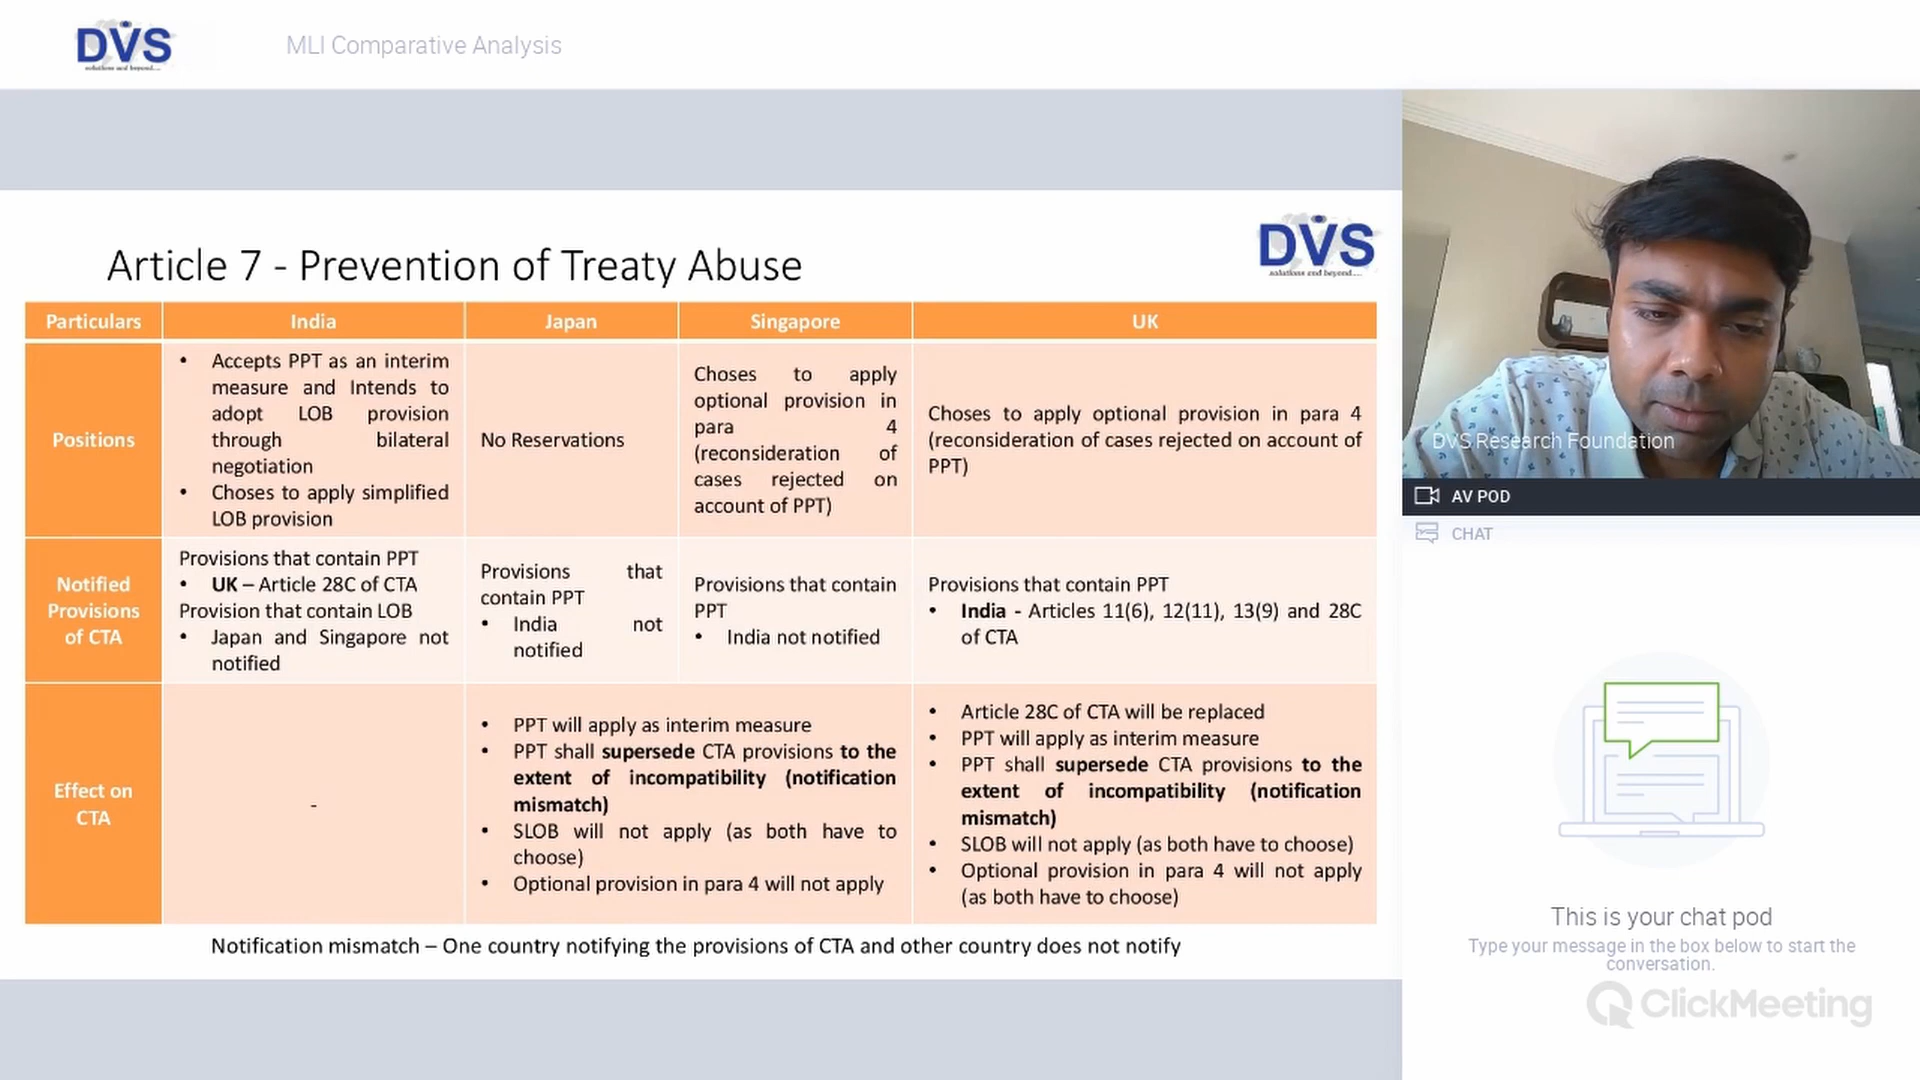 DVS
solutions and beyond....
MLI Comparative Analysis
DVS
solutions and beyond....
Article 7 - Prevention of Treaty Abuse
Particulars
India
Japan
Singapore
UK
Positions
• Accepts PPT as an interim
measure and Intends to
adopt LOB provision
through bilateral
negotiation
• Choses to apply simplified
LOB provision
No Reservations
Choses to apply
optional provision in
para 4
(reconsideration of
cases rejected on
account of PPT)
Choses to apply optional provision in para 4
(reconsideration of cases rejected on account of
PPT)
Notified
Provisions
of CTA
Provisions that contain PPT
• UK – Article 28C of CTA
Provision that contain LOB
• Japan and Singapore not
notified
Provisions that
contain PPT
• India not
notified
Provisions that contain
PPT
• India not notified
Provisions that contain PPT
• India - Articles 11(6), 12(11), 13(9) and 28C
of CTA
Effect on
CTA
-
• PPT will apply as interim measure
• PPT shall supersede CTA provisions to the
extent of incompatibility (notification
mismatch)
• SLOB will not apply (as both have to
choose)
• Optional provision in para 4 will not apply
• Article 28C of CTA will be replaced
• PPT will apply as interim measure
• PPT shall supersede CTA provisions to the
extent of incompatibility (notification
mismatch)
• SLOB will not apply (as both have to choose)
• Optional provision in para 4 will not apply
(as both have to choose)
Notification mismatch – One country notifying the provisions of CTA and other country does not notify
DVS Research Foundation
AV POD
CHAT
This is your chat pod
Type your message in the box below to start the
conversation.
ClickMeeting